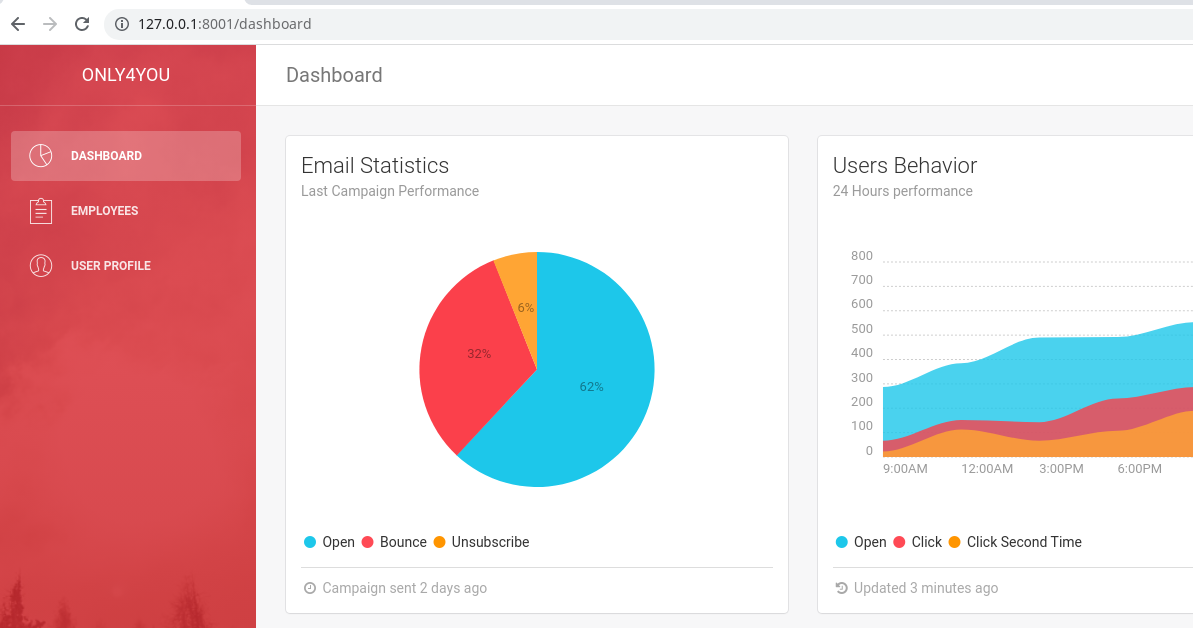 127.0.0.1:8001/dashboard
ONLY4YOU
Dashboard
DASHBOARD
EMPLOYEES
USER PROFILE
Email Statistics
Last Campaign Performance
6%
32%
62%
Open Bounce Unsubscribe
Campaign sent 2 days ago
Users Behavior
24 Hours performance
800
700
600
500
400
300
200
100
0
9:00AM 12:00AM 3:00PM 6:00PM
Open Click Click Second Time
Updated 3 minutes ago